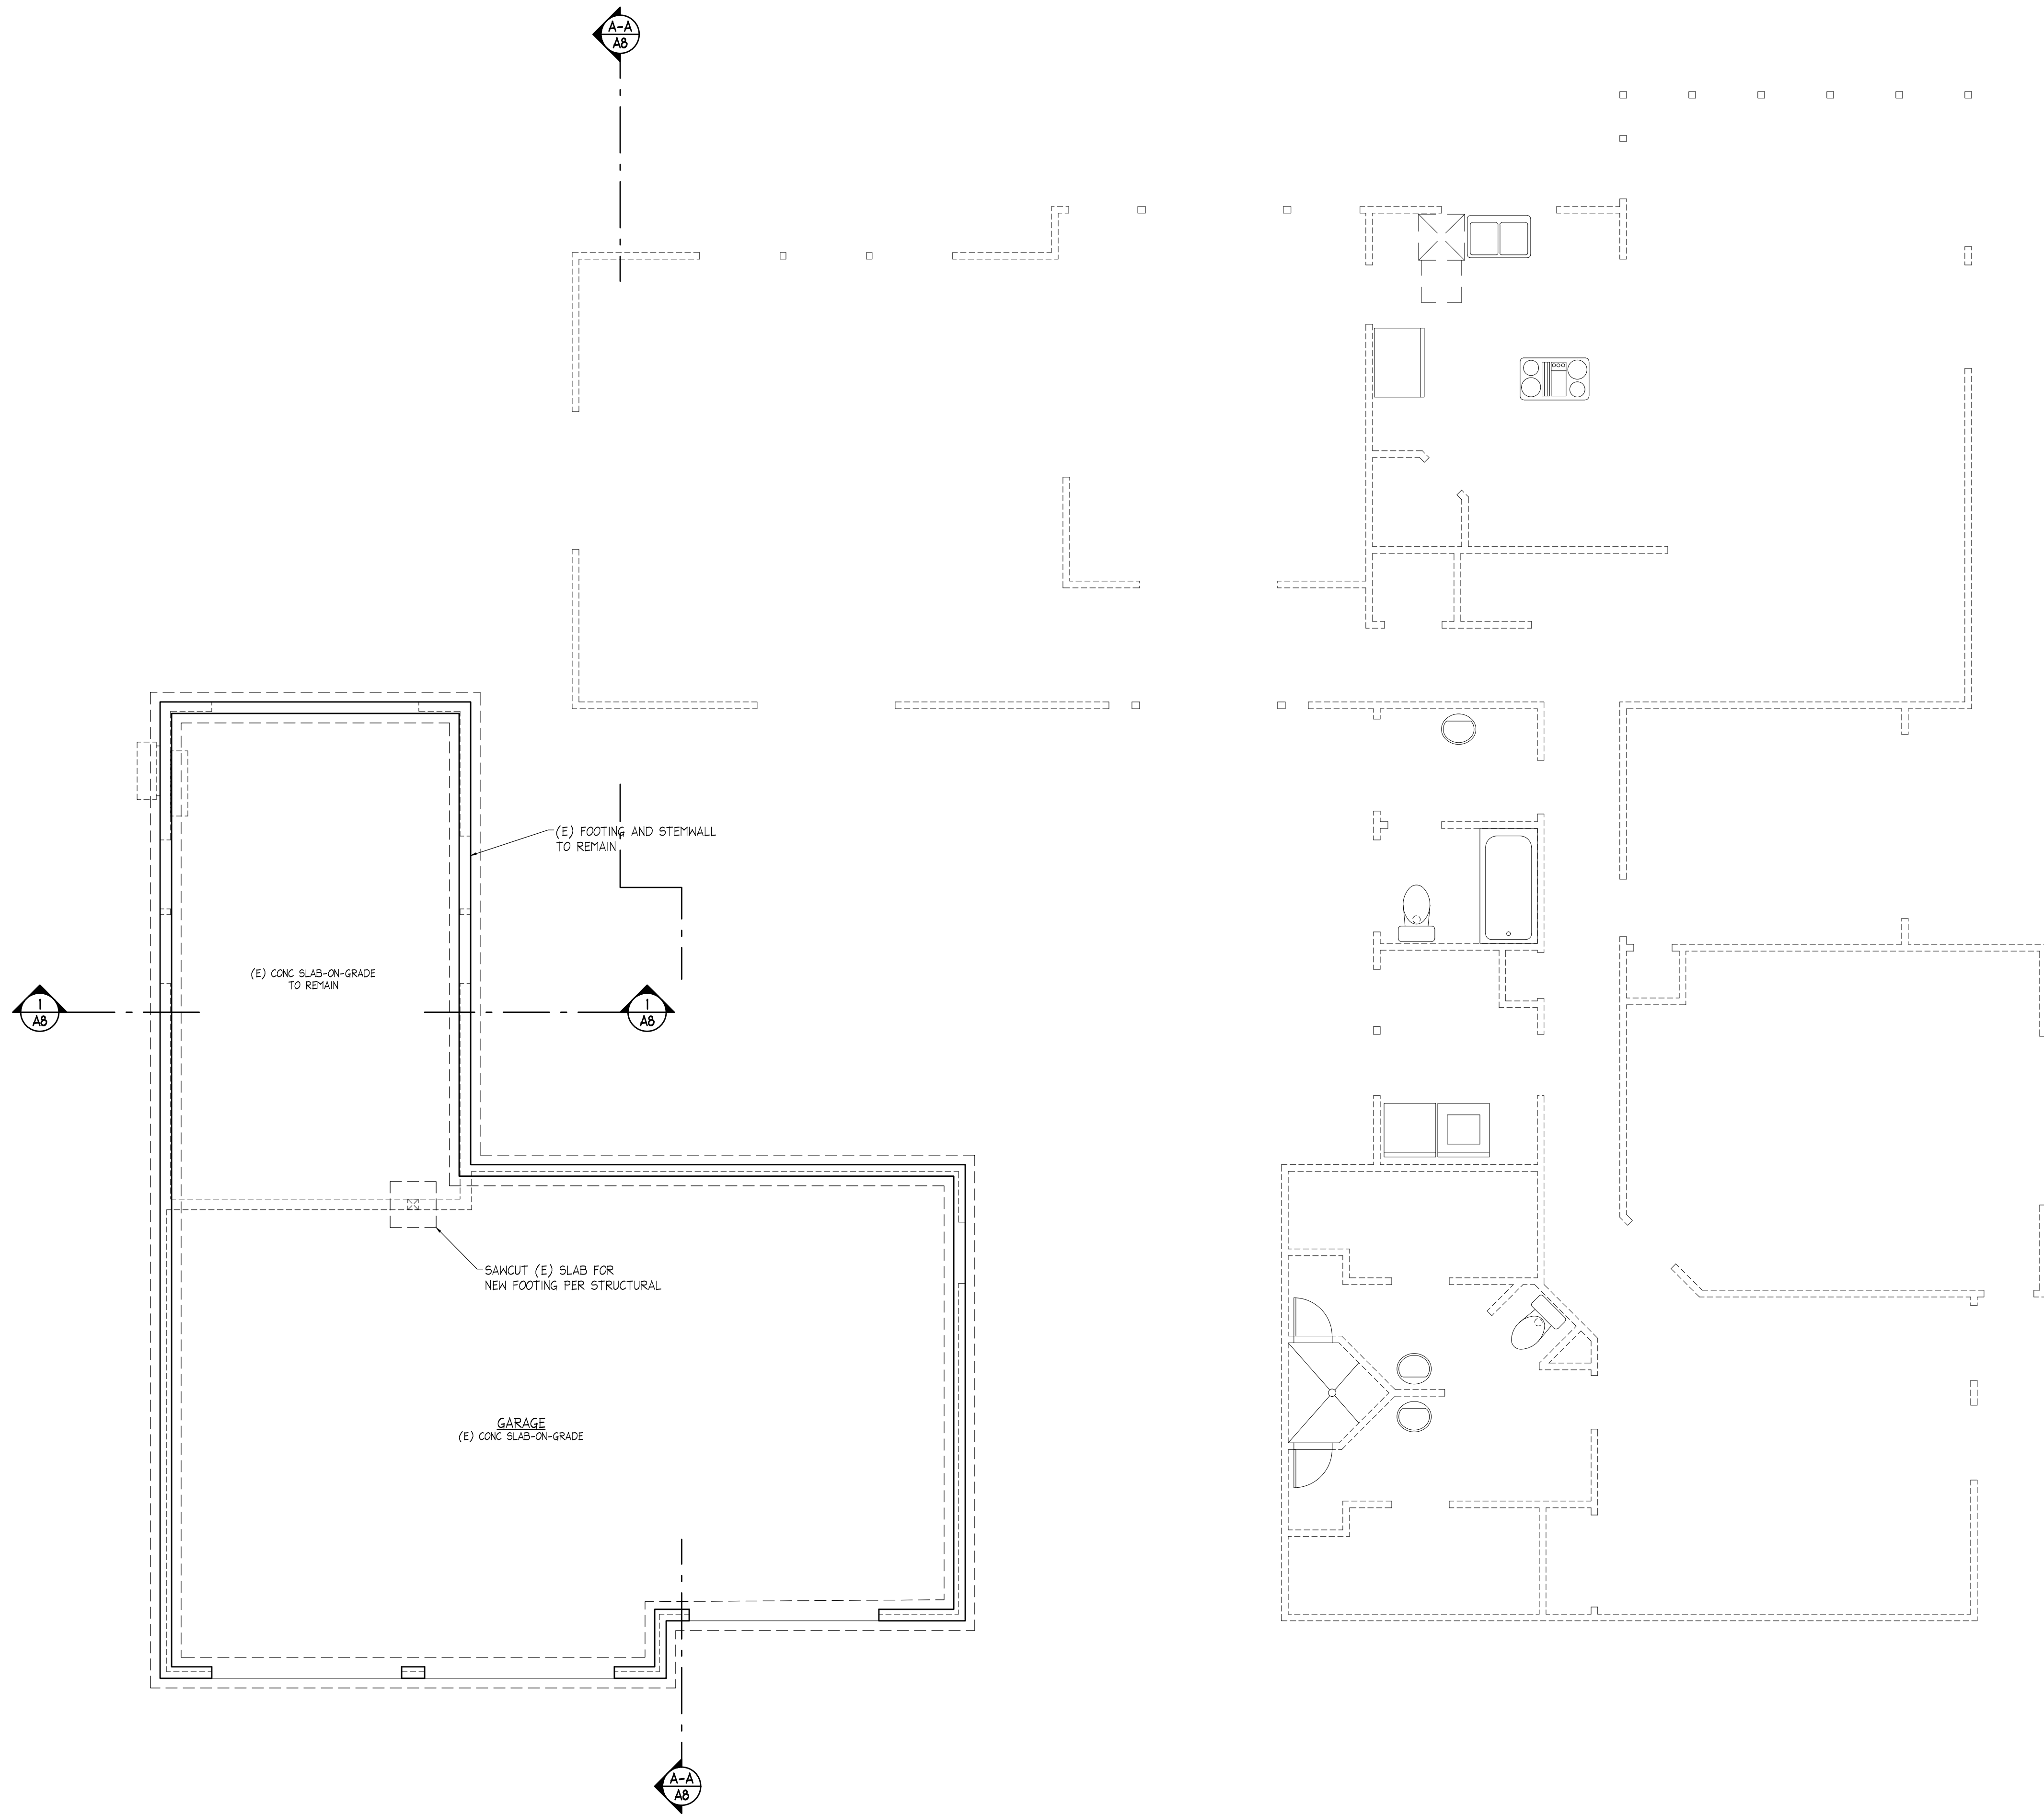 A-A
A8
(E) FOOTING AND STEMWALL
TO REMAIN
(E) CONC SLAB-ON-GRADE
TO REMAIN
1
A8
1
A8
SAWCUT (E) SLAB FOR
NEW FOOTING PER STRUCTURAL
GARAGE
(E) CONC SLAB-ON-GRADE
A-A
A8